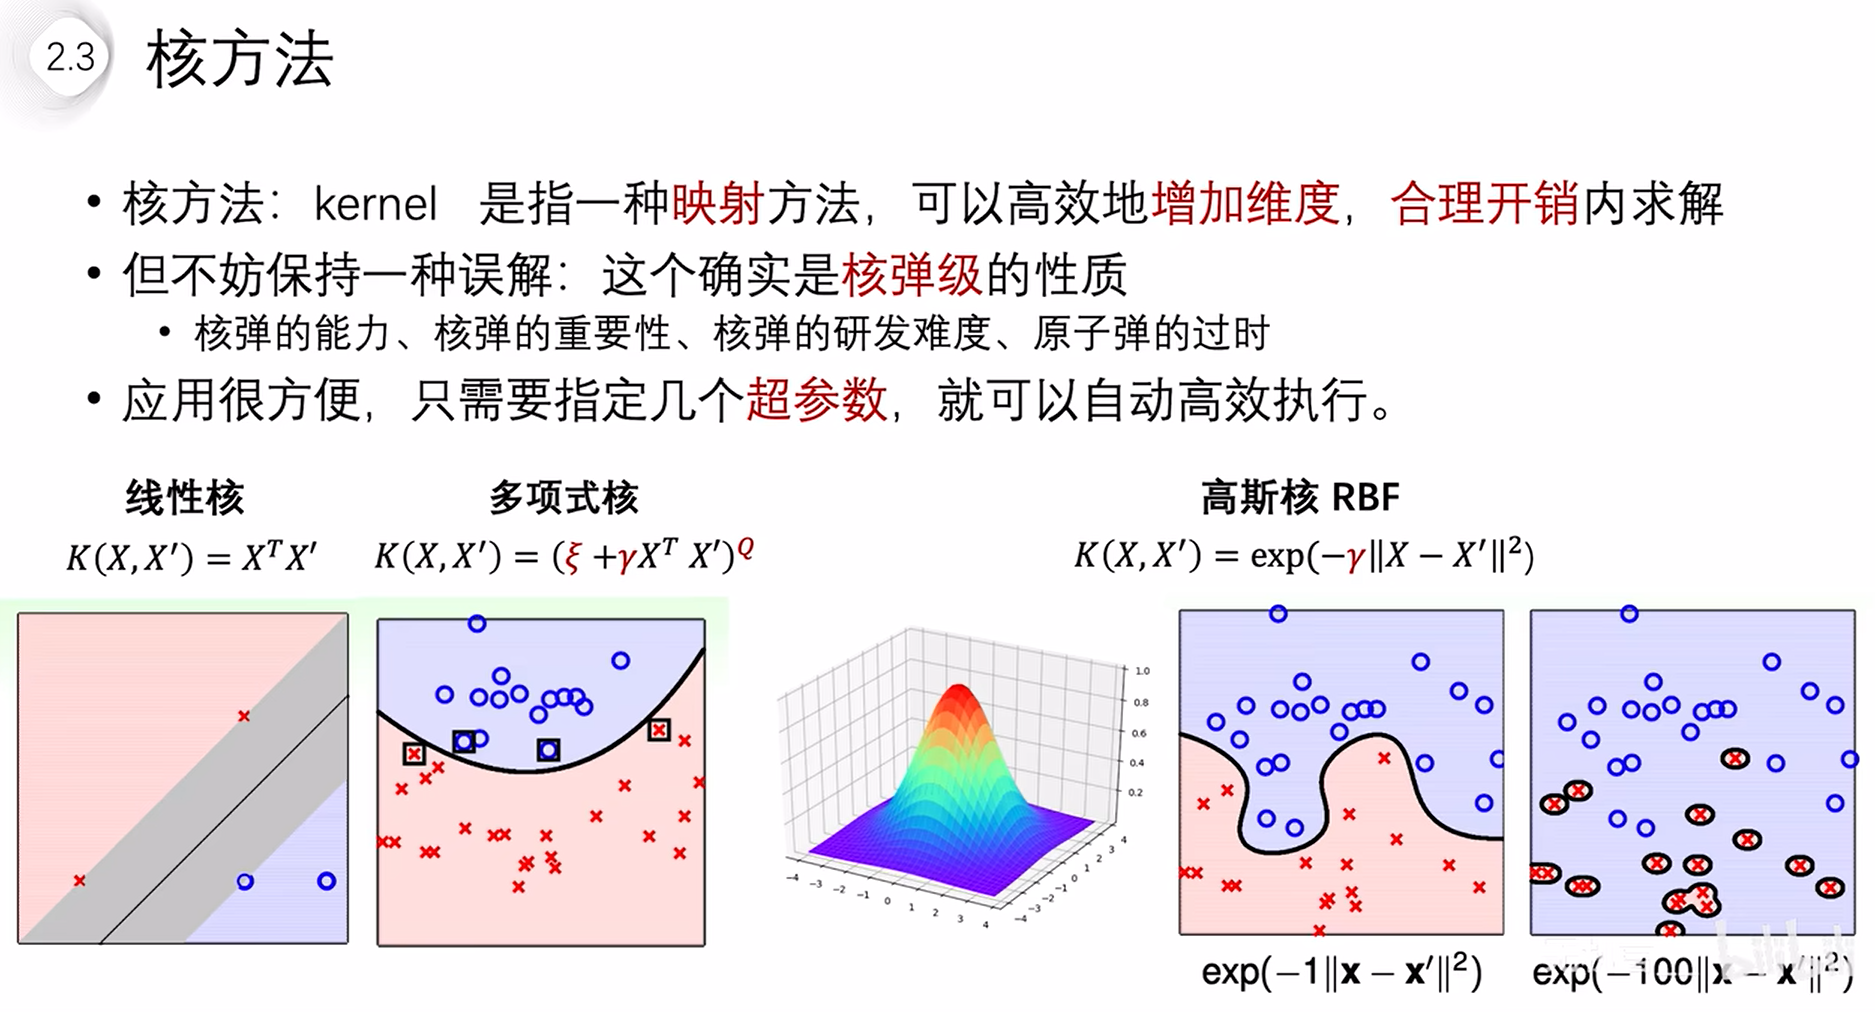 2.3 核方法
• 核方法：kernel 是指一种映射方法，可以高效地增加维度，合理开销内求解
• 但不妨保持一种误解：这个确实是核弹级的性质
• 核弹的能力、核弹的重要性、核弹的研发难度、原子弹的过时
• 应用很方便，只需要指定几个超参数，就可以自动高效执行。
线性核 多项式核 高斯核 RBF
K(X, X′) = XᵀX′ K(X, X′) = (ξ +γXᵀ X′)^Q K(X, X′) = exp(−γ‖X − X′‖²)
1.0
0.8
0.6
0.4
0.2
−4 −3 −2 −1 0 1 2 3 4
−4 −3 −2 −1 0 1 2 3 4
exp(−1‖x − x′‖²) exp(−100‖x − x′‖²)
bilibili